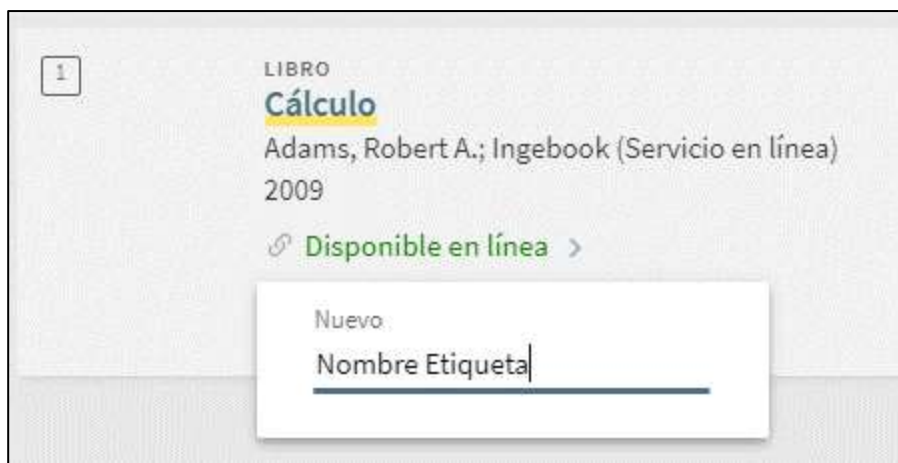 1
LIBRO
Cálculo
Adams, Robert A.; Ingebook (Servicio en línea)
2009
Disponible en línea >
Nuevo
Nombre Etiqueta